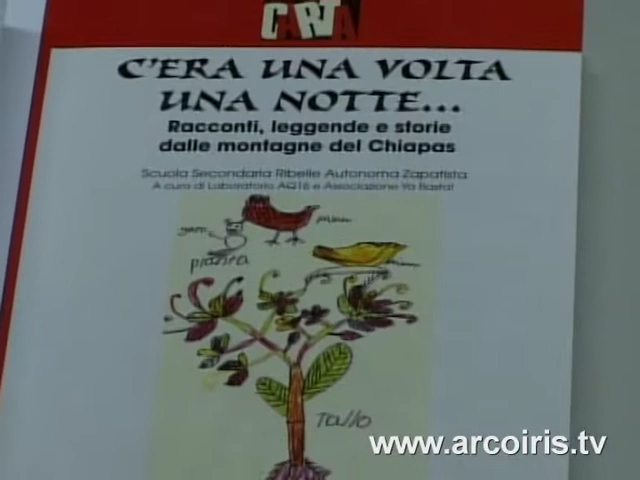 CARTA
C'ERA UNA VOLTA
UNA NOTTE...
Racconti, leggende e storie
dalle montagne del Chiapas
Scuola Secondaria Ribelle Autonoma Zapatista
A cura di Laboratorio AQ16 e Associazione Ya Basta!
pianta
Tallo
www.arcoiris.tv